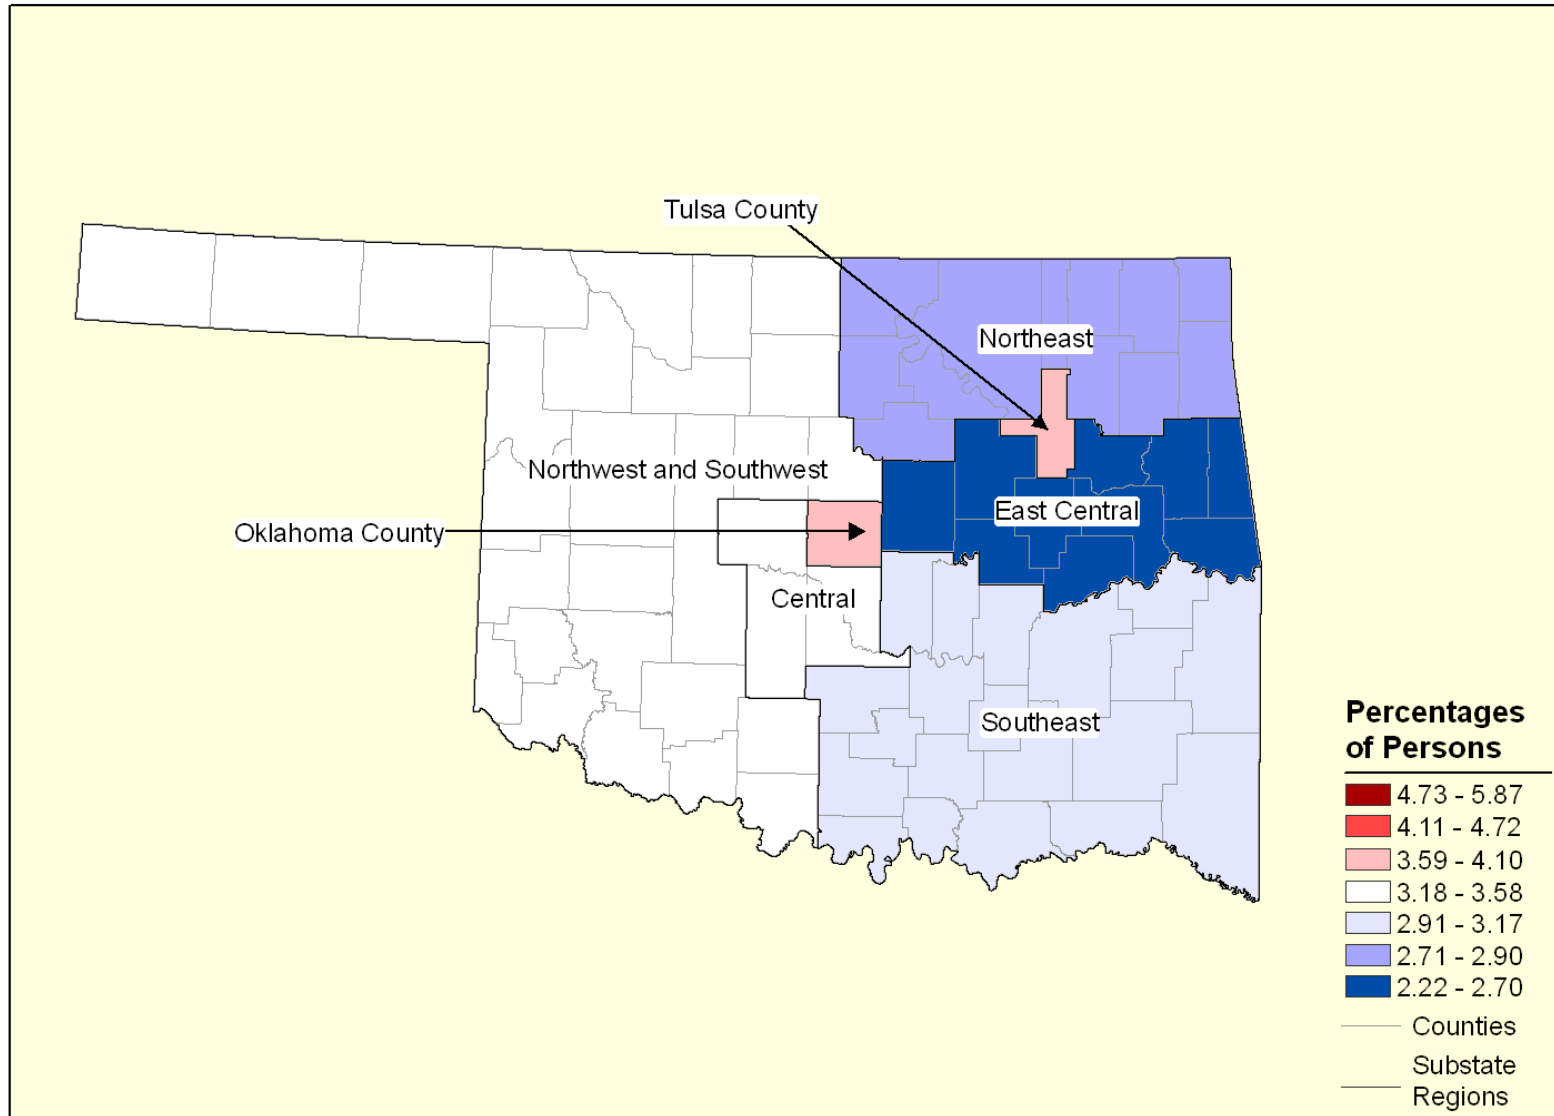 Tulsa County
Northeast
Northwest and Southwest
East Central
Oklahoma County
Central
Southeast
Percentages
of Persons
4.73 - 5.87
4.11 - 4.72
3.59 - 4.10
3.18 - 3.58
2.91 - 3.17
2.71 - 2.90
2.22 - 2.70
Counties
Substate
Regions